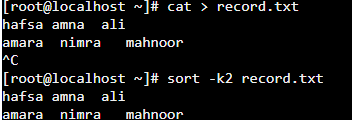 [root@localhost ~]# cat > record.txt
hafsa amna  ali
amara  nimra   mahnoor
^C
[root@localhost ~]# sort -k2 record.txt
hafsa amna  ali
amara  nimra   mahnoor